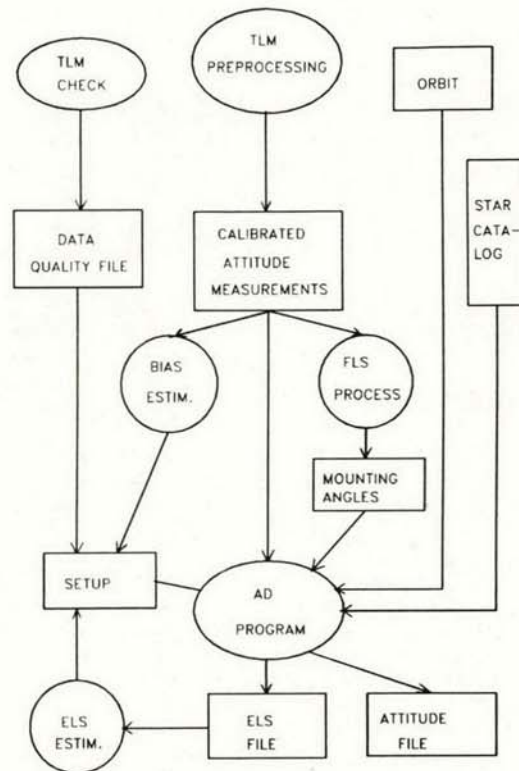 TLM
CHECK
TLM
PREPROCESSING
ORBIT
STAR
CATA-
LOG
DATA
QUALITY FILE
CALIBRATED
ATTITUDE
MEASUREMENTS
BIAS
ESTIM.
FLS
PROCESS
MOUNTING
ANGLES
SETUP
AD
PROGRAM
ELS
ESTIM.
ELS
FILE
ATTITUDE
FILE